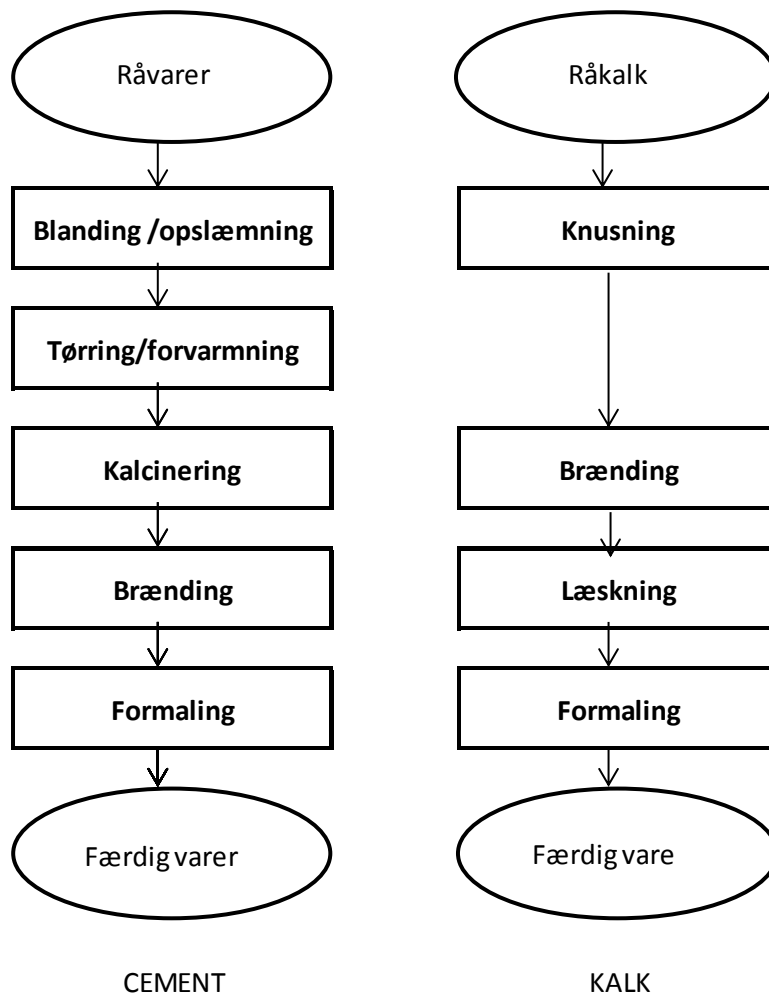 Råvarer
Blanding /opslæmning
Tørring/forvarmning
Kalcinering
Brænding
Formaling
Færdig varer
CEMENT
Råkalk
Knusning
Brænding
Læskning
Formaling
Færdig vare
KALK